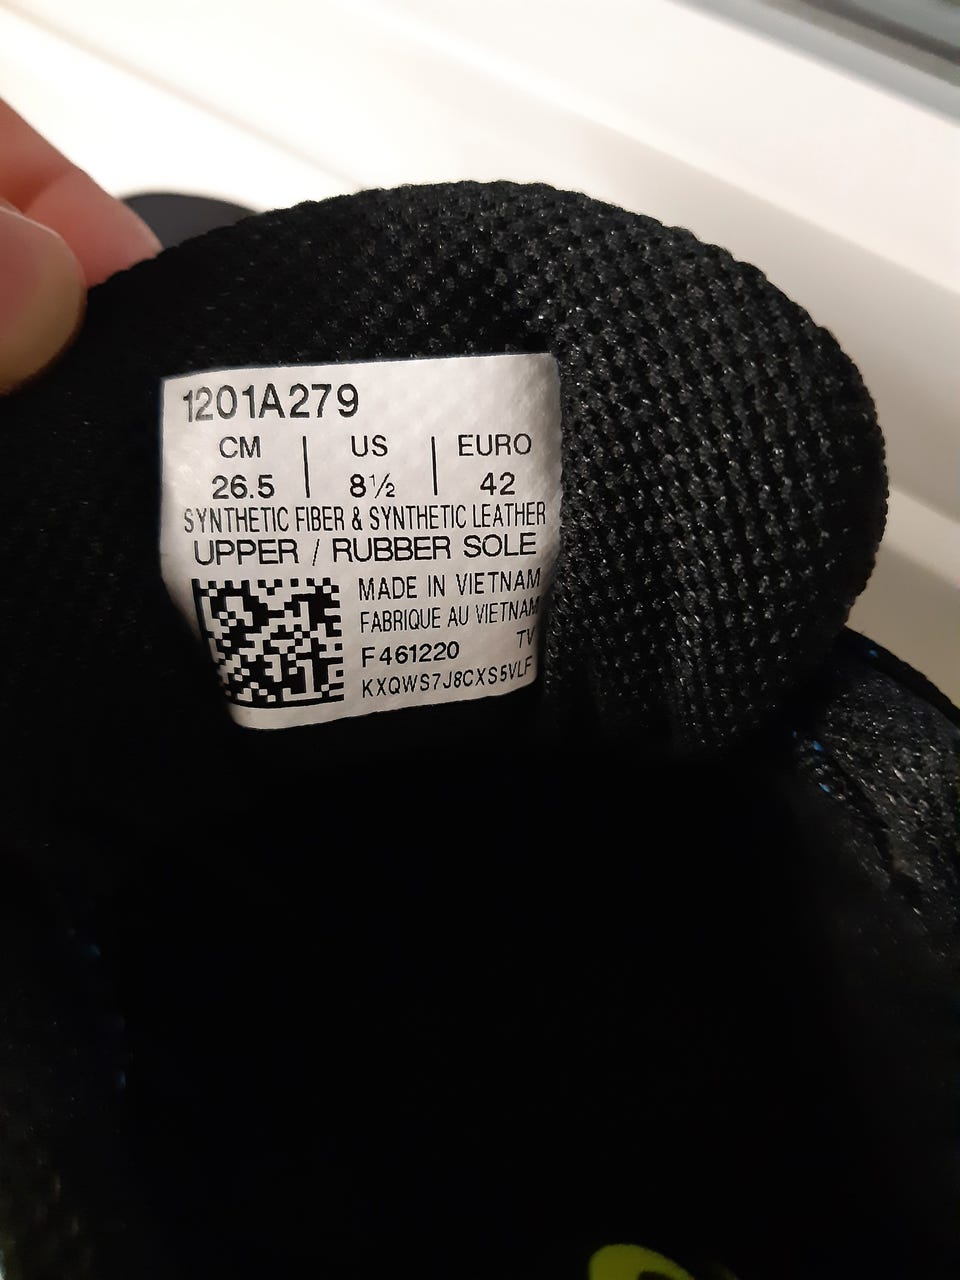 1201A279
CM | US | EURO
26.5 | 8½ | 42
SYNTHETIC FIBER & SYNTHETIC LEATHER
UPPER / RUBBER SOLE
MADE IN VIETNAM
FABRIQUE AU VIETNAM
TV
F461220
KXQWS7J8CXS5VLF